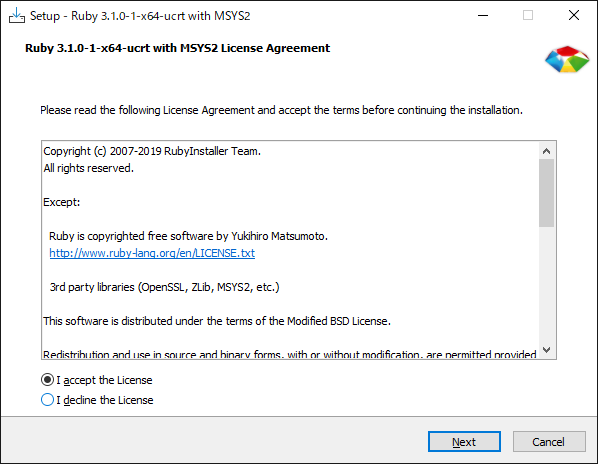 Setup - Ruby 3.1.0-1-x64-ucrt with MSYS2
Ruby 3.1.0-1-x64-ucrt with MSYS2 License Agreement
Please read the following License Agreement and accept the terms before continuing the installation.
Copyright (c) 2007-2019 RubyInstaller Team.
All rights reserved.
Except:
Ruby is copyrighted free software by Yukihiro Matsumoto.
http://www.ruby-lang.org/en/LICENSE.txt
3rd party libraries (OpenSSL, ZLib, MSYS2, etc.)
This software is distributed under the terms of the Modified BSD License.
Redistribution and use in source and binary forms, with or without modification, are permitted provided
I accept the License
I decline the License
Next
Cancel